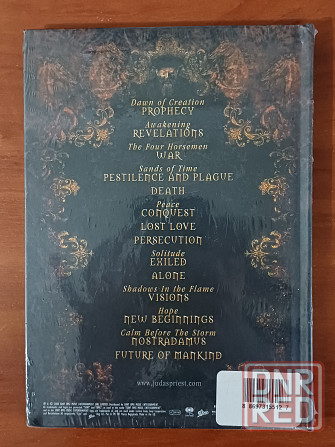 Dawn of Creation
PROPHECY
Awakening
REVELATIONS
The Four Horsemen
WAR
Sands of Time
PESTILENCE AND PLAGUE
DEATH
Peace
CONQUEST
LOST LOVE
PERSECUTION
Solitude
EXILED
ALONE
Shadows in the Flame
VISIONS
Hope
NEW BEGINNINGS
Calm Before The Storm
NOSTRADAMUS
FUTURE OF MANKIND
www.judaspriest.com
DNR
RED